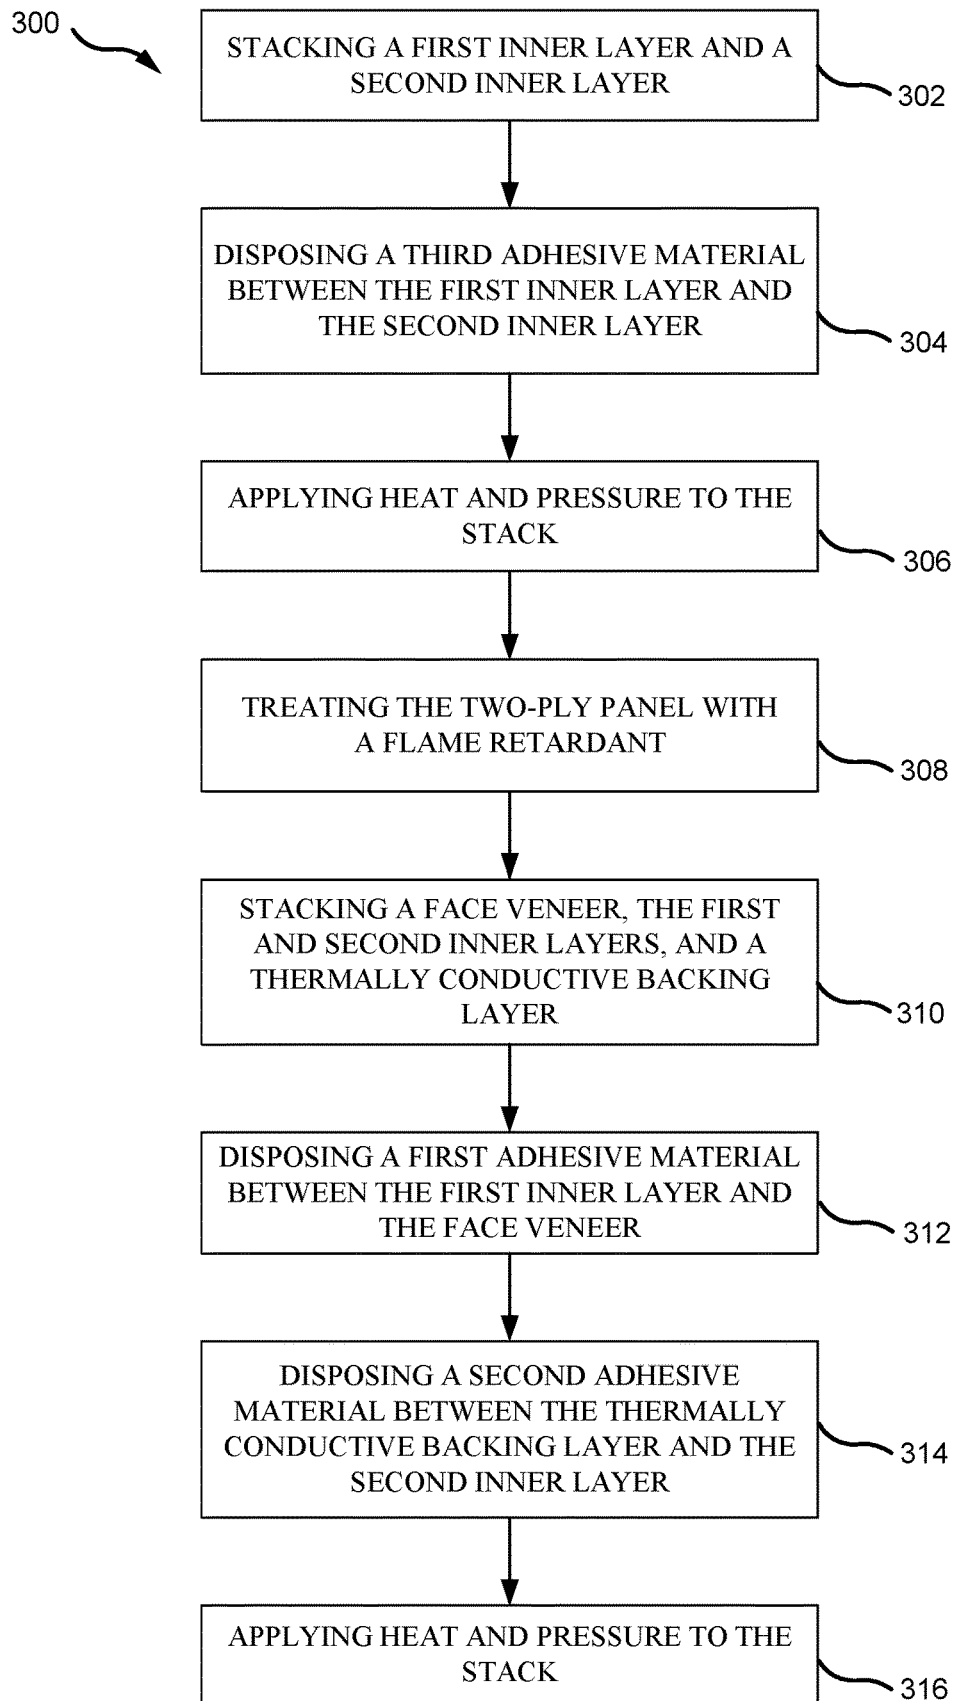 300
STACKING A FIRST INNER LAYER AND A
SECOND INNER LAYER
302
DISPOSING A THIRD ADHESIVE MATERIAL
BETWEEN THE FIRST INNER LAYER AND
THE SECOND INNER LAYER
304
APPLYING HEAT AND PRESSURE TO THE
STACK
306
TREATING THE TWO-PLY PANEL WITH
A FLAME RETARDANT
308
STACKING A FACE VENEER, THE FIRST
AND SECOND INNER LAYERS, AND A
THERMALLY CONDUCTIVE BACKING
LAYER
310
DISPOSING A FIRST ADHESIVE MATERIAL
BETWEEN THE FIRST INNER LAYER AND
THE FACE VENEER
312
DISPOSING A SECOND ADHESIVE
MATERIAL BETWEEN THE THERMALLY
CONDUCTIVE BACKING LAYER AND THE
SECOND INNER LAYER
314
APPLYING HEAT AND PRESSURE TO THE
STACK
316